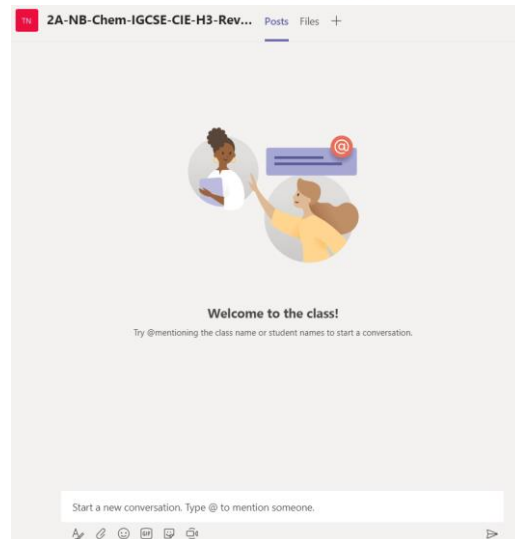 TN 2A-NB-Chem-IGCSE-CIE-H3-Rev... Posts Files +
@
Welcome to the class!
Try @mentioning the class name or student names to start a conversation.
Start a new conversation. Type @ to mention someone.
GIF